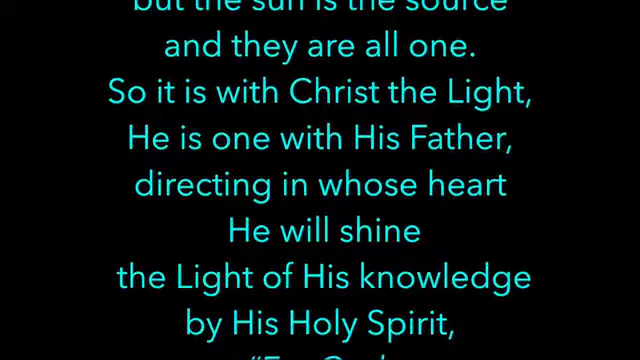 but the sun is the source
and they are all one.
So it is with Christ the Light,
He is one with His Father,
directing in whose heart
He will shine
the Light of His knowledge
by His Holy Spirit,